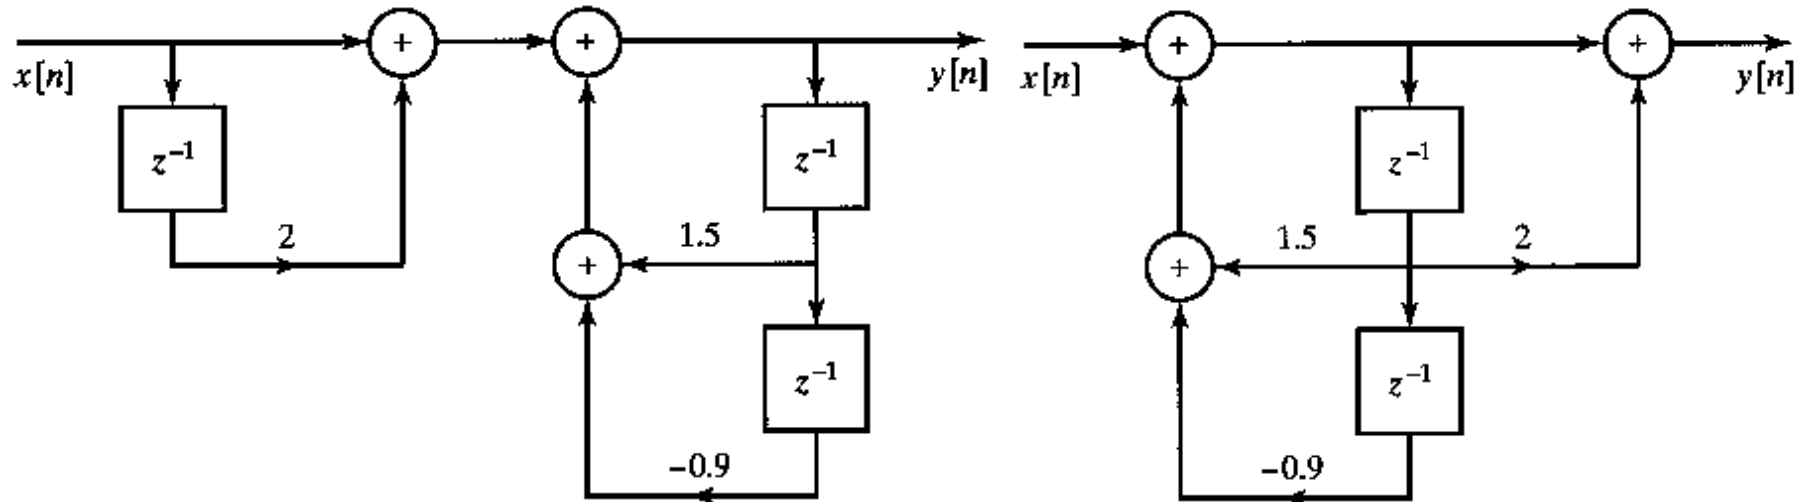 +
+
x[n]
y[n]
z⁻¹
z⁻¹
2
1.5
+
z⁻¹
−0.9
+
+
x[n]
y[n]
z⁻¹
1.5
2
+
z⁻¹
−0.9